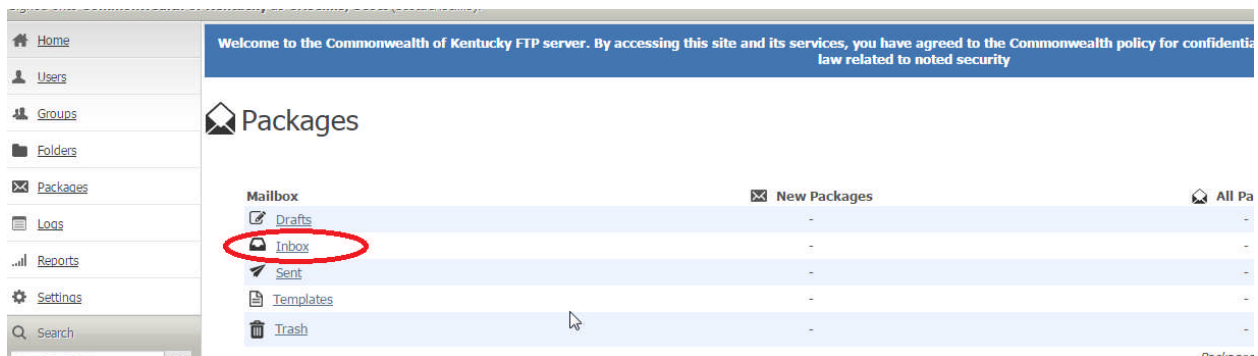 Home
Users
Groups
Folders
Packages
Logs
Reports
Settings
Search
Welcome to the Commonwealth of Kentucky FTP server. By accessing this site and its services, you have agreed to the Commonwealth policy for
law related to noted security
Packages
Mailbox New Packages All
Drafts - -
Inbox - -
Sent - -
Templates - -
Trash - -